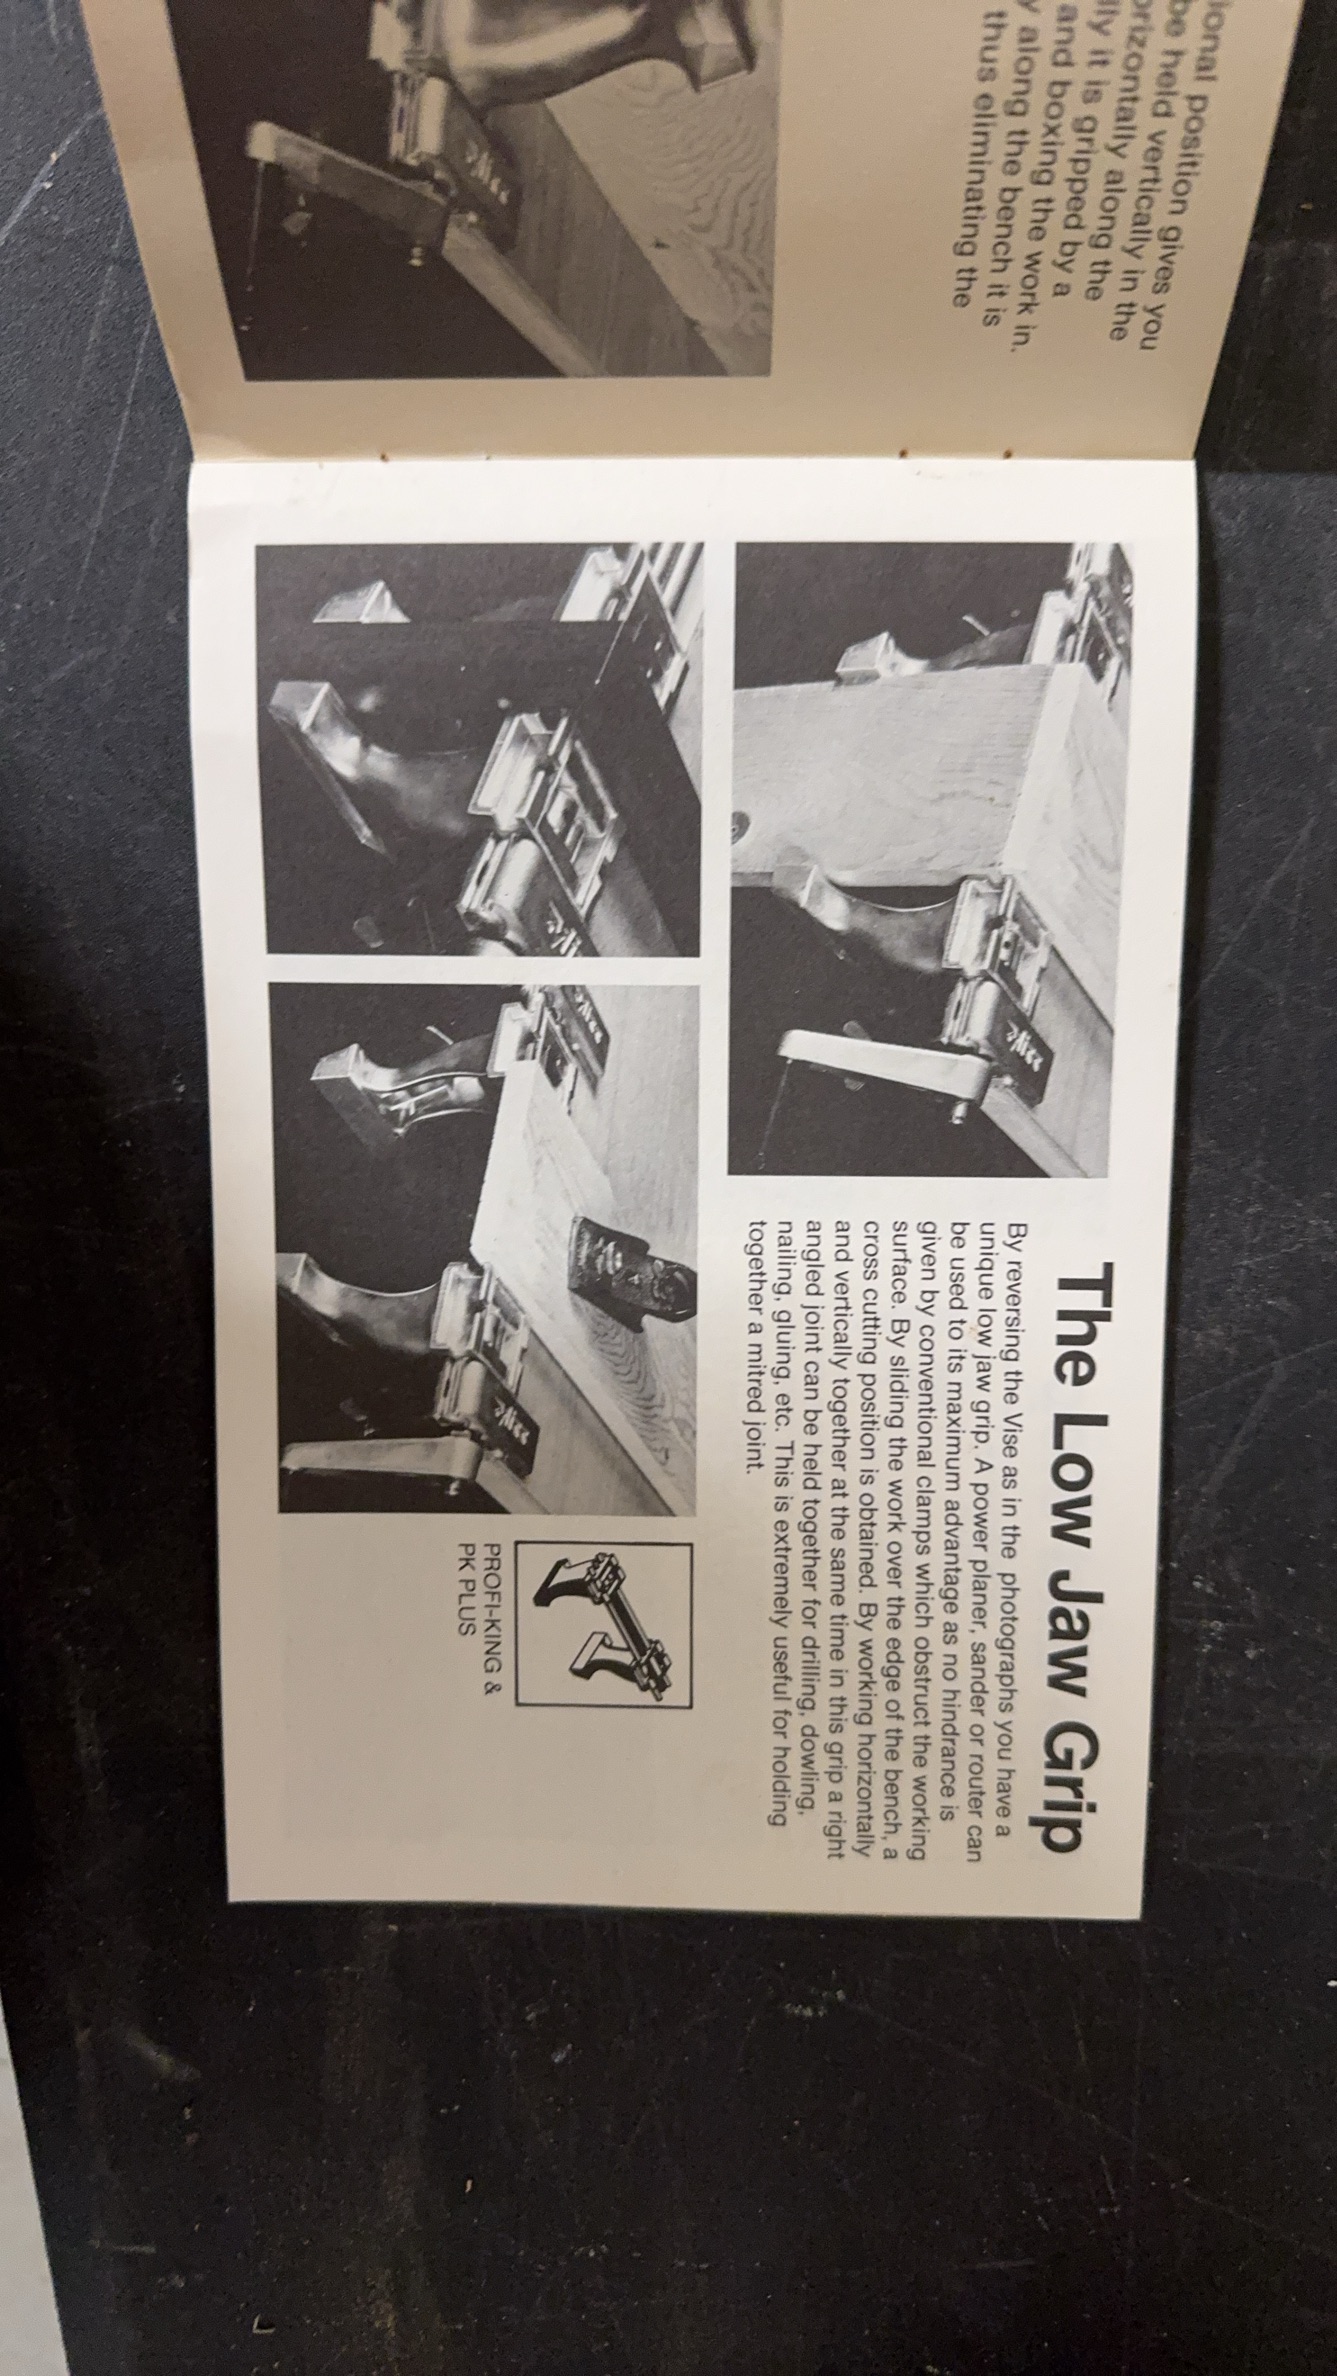 ional position gives you
be held vertically in the
orizontally along the
lly it is gripped by a
and boxing the work in.
y along the bench it is
thus eliminating the
The Low Jaw Grip
By reversing the Vise as in the photographs you have a
unique low jaw grip. A power planer, sander or router can
be used to its maximum advantage as no hindrance is
given by conventional clamps which obstruct the working
surface. By sliding the work over the edge of the bench, a
cross cutting position is obtained. By working horizontally
and vertically together at the same time in this grip a right
angled joint can be held together for drilling, dowling,
nailing, gluing, etc. This is extremely useful for holding
together a mitred joint.
PROFI-KING &
PK PLUS